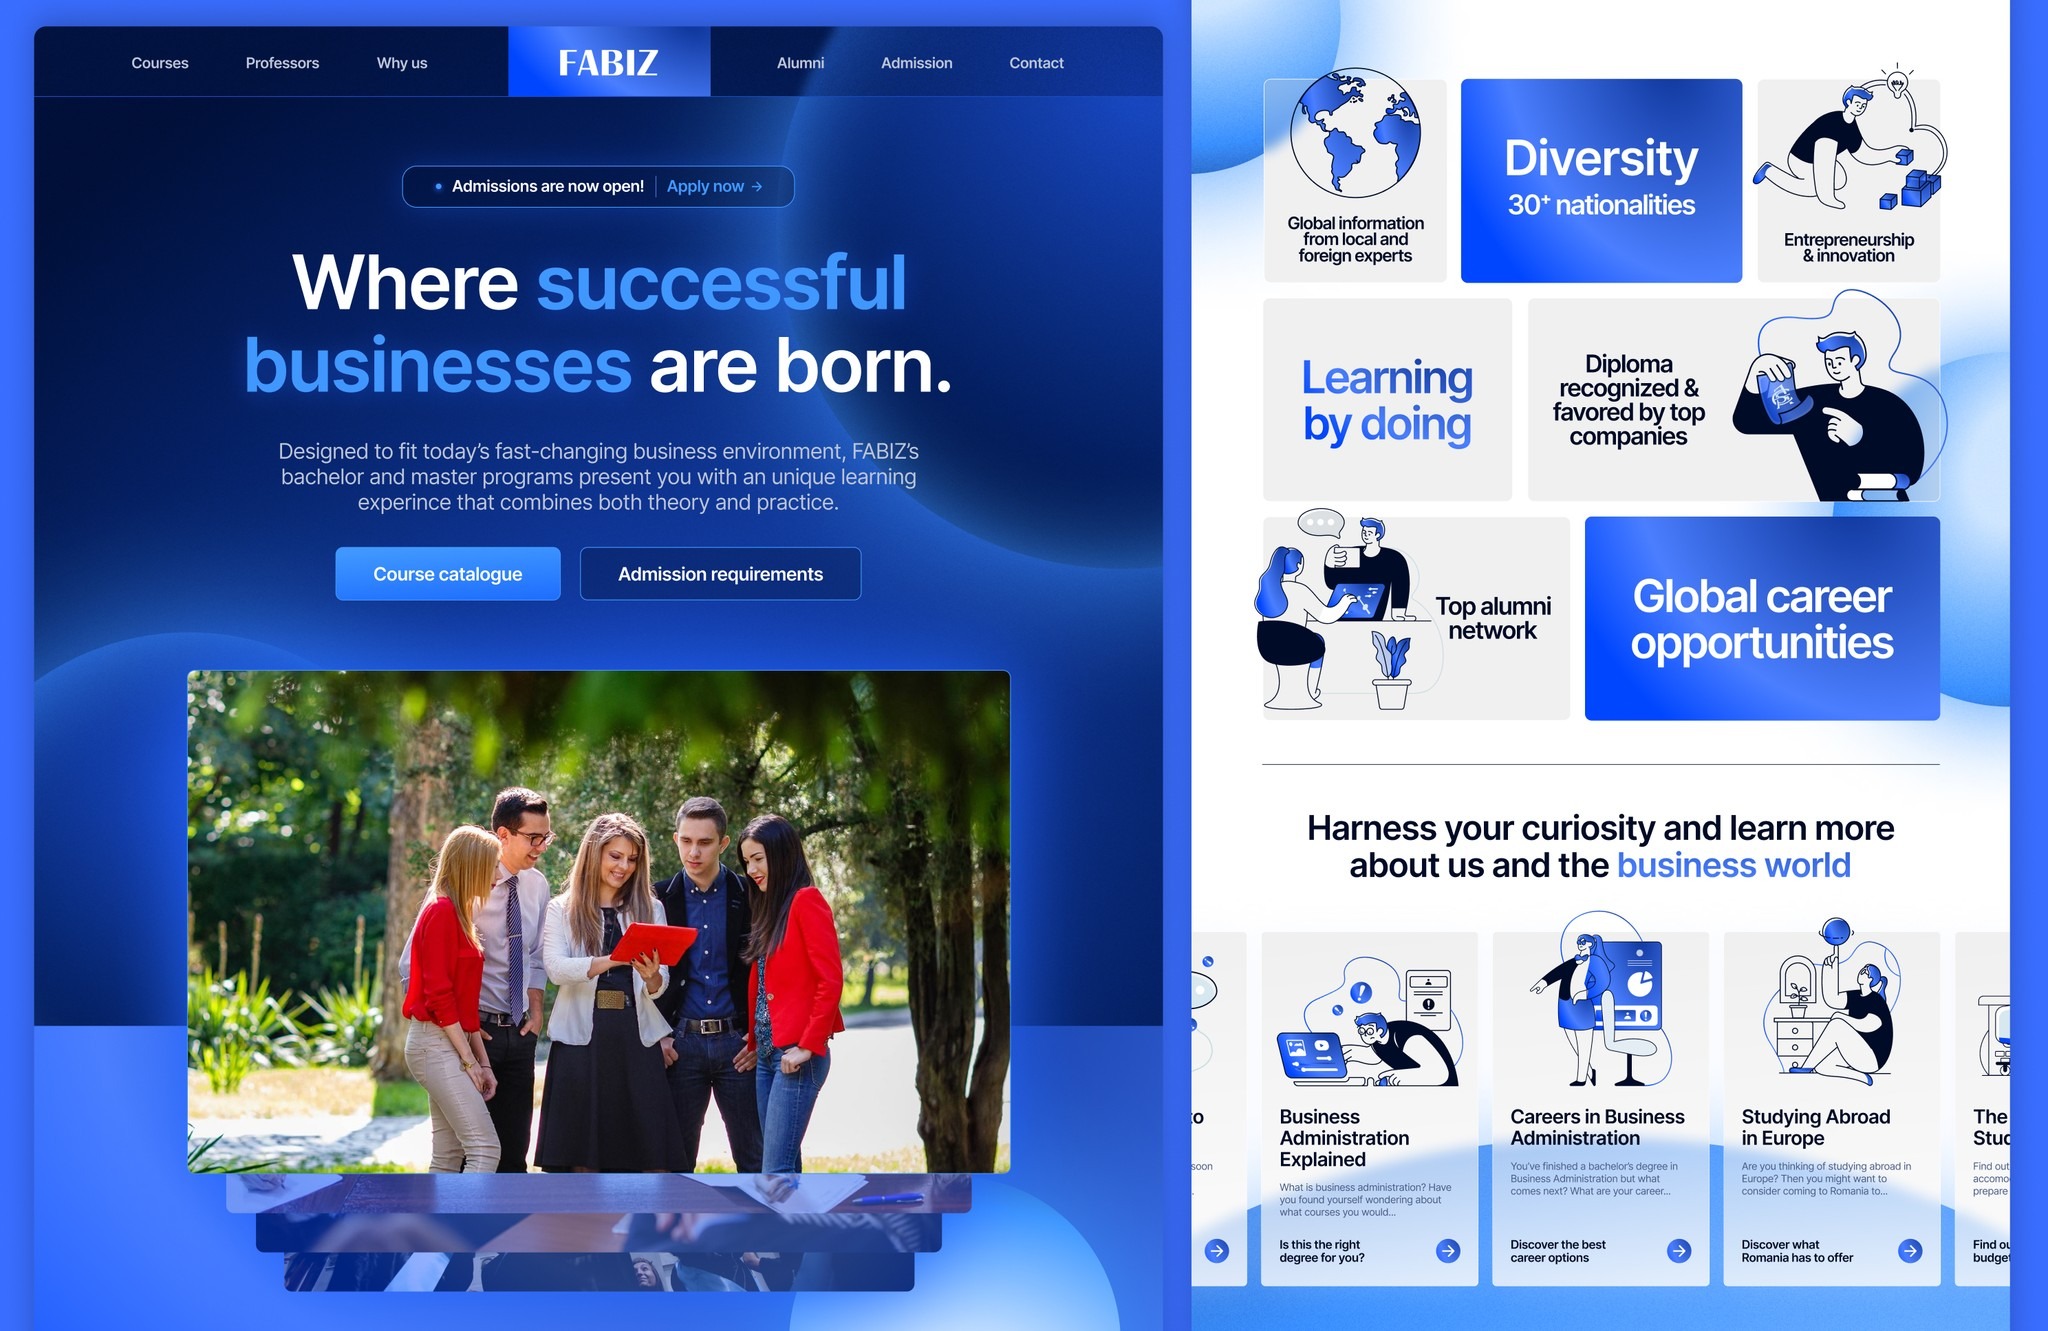 Courses
Professors
Why us
FABIZ
Alumni
Admission
Contact
Admissions are now open!
Apply now →
Where successful
businesses are born.
Designed to fit today's fast-changing business environment, FABIZ's
bachelor and master programs present you with an unique learning
experince that combines both theory and practice.
Course catalogue
Admission requirements
Global information
from local and
foreign experts
Diversity
30+ nationalities
Entrepreneurship
& innovation
Learning
by doing
Diploma
recognized &
favored by top
companies
Top alumni
network
Global career
opportunities
Harness your curiosity and learn more
about us and the business world
to
soon
Business
Administration
Explained
What is business administration? Have
you found yourself wondering about
what courses you would...
Is this the right
degree for you?
Careers in Business
Administration
You've finished a bachelor's degree in
Business Administration but what
comes next? What are your career...
Discover the best
career options
Studying Abroad
in Europe
Are you thinking of studying abroad in
Europe? Then you might want to
consider coming to Romania to...
Discover what
Romania has to offer
The
Stud
Find out
accomo
prepare
Find ou
budget